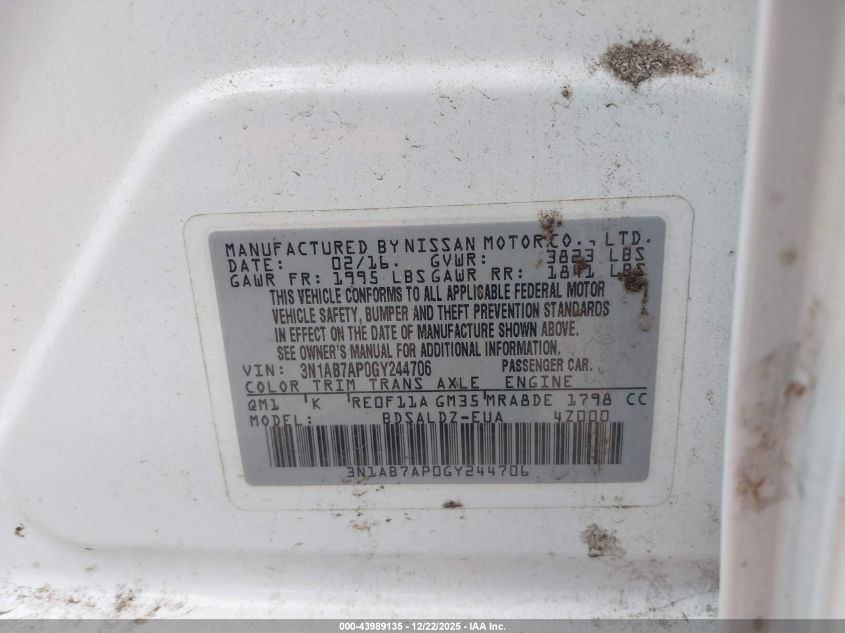 MANUFACTURED BY NISSAN MOTOR CO., LTD.
DATE: 02/16. GVWR: 3823 LBS
GAWR FR: 1995 LBS GAWR RR: 1841 LBS
THIS VEHICLE CONFORMS TO ALL APPLICABLE FEDERAL MOTOR
VEHICLE SAFETY, BUMPER AND THEFT PREVENTION STANDARDS
IN EFFECT ON THE DATE OF MANUFACTURE SHOWN ABOVE.
SEE OWNER'S MANUAL FOR ADDITIONAL INFORMATION.
VIN: 3N1AB7AP0GY244706 PASSENGER CAR.
COLOR TRIM TRANS AXLE ENGINE
QM1 K RE0F11A GM35 MRA8DE 1798 CC
MODEL: BDSALDZ-EUA 4Z000
3N1AB7AP0GY244706
000-43989135 - 12/22/2025 - IAA Inc.